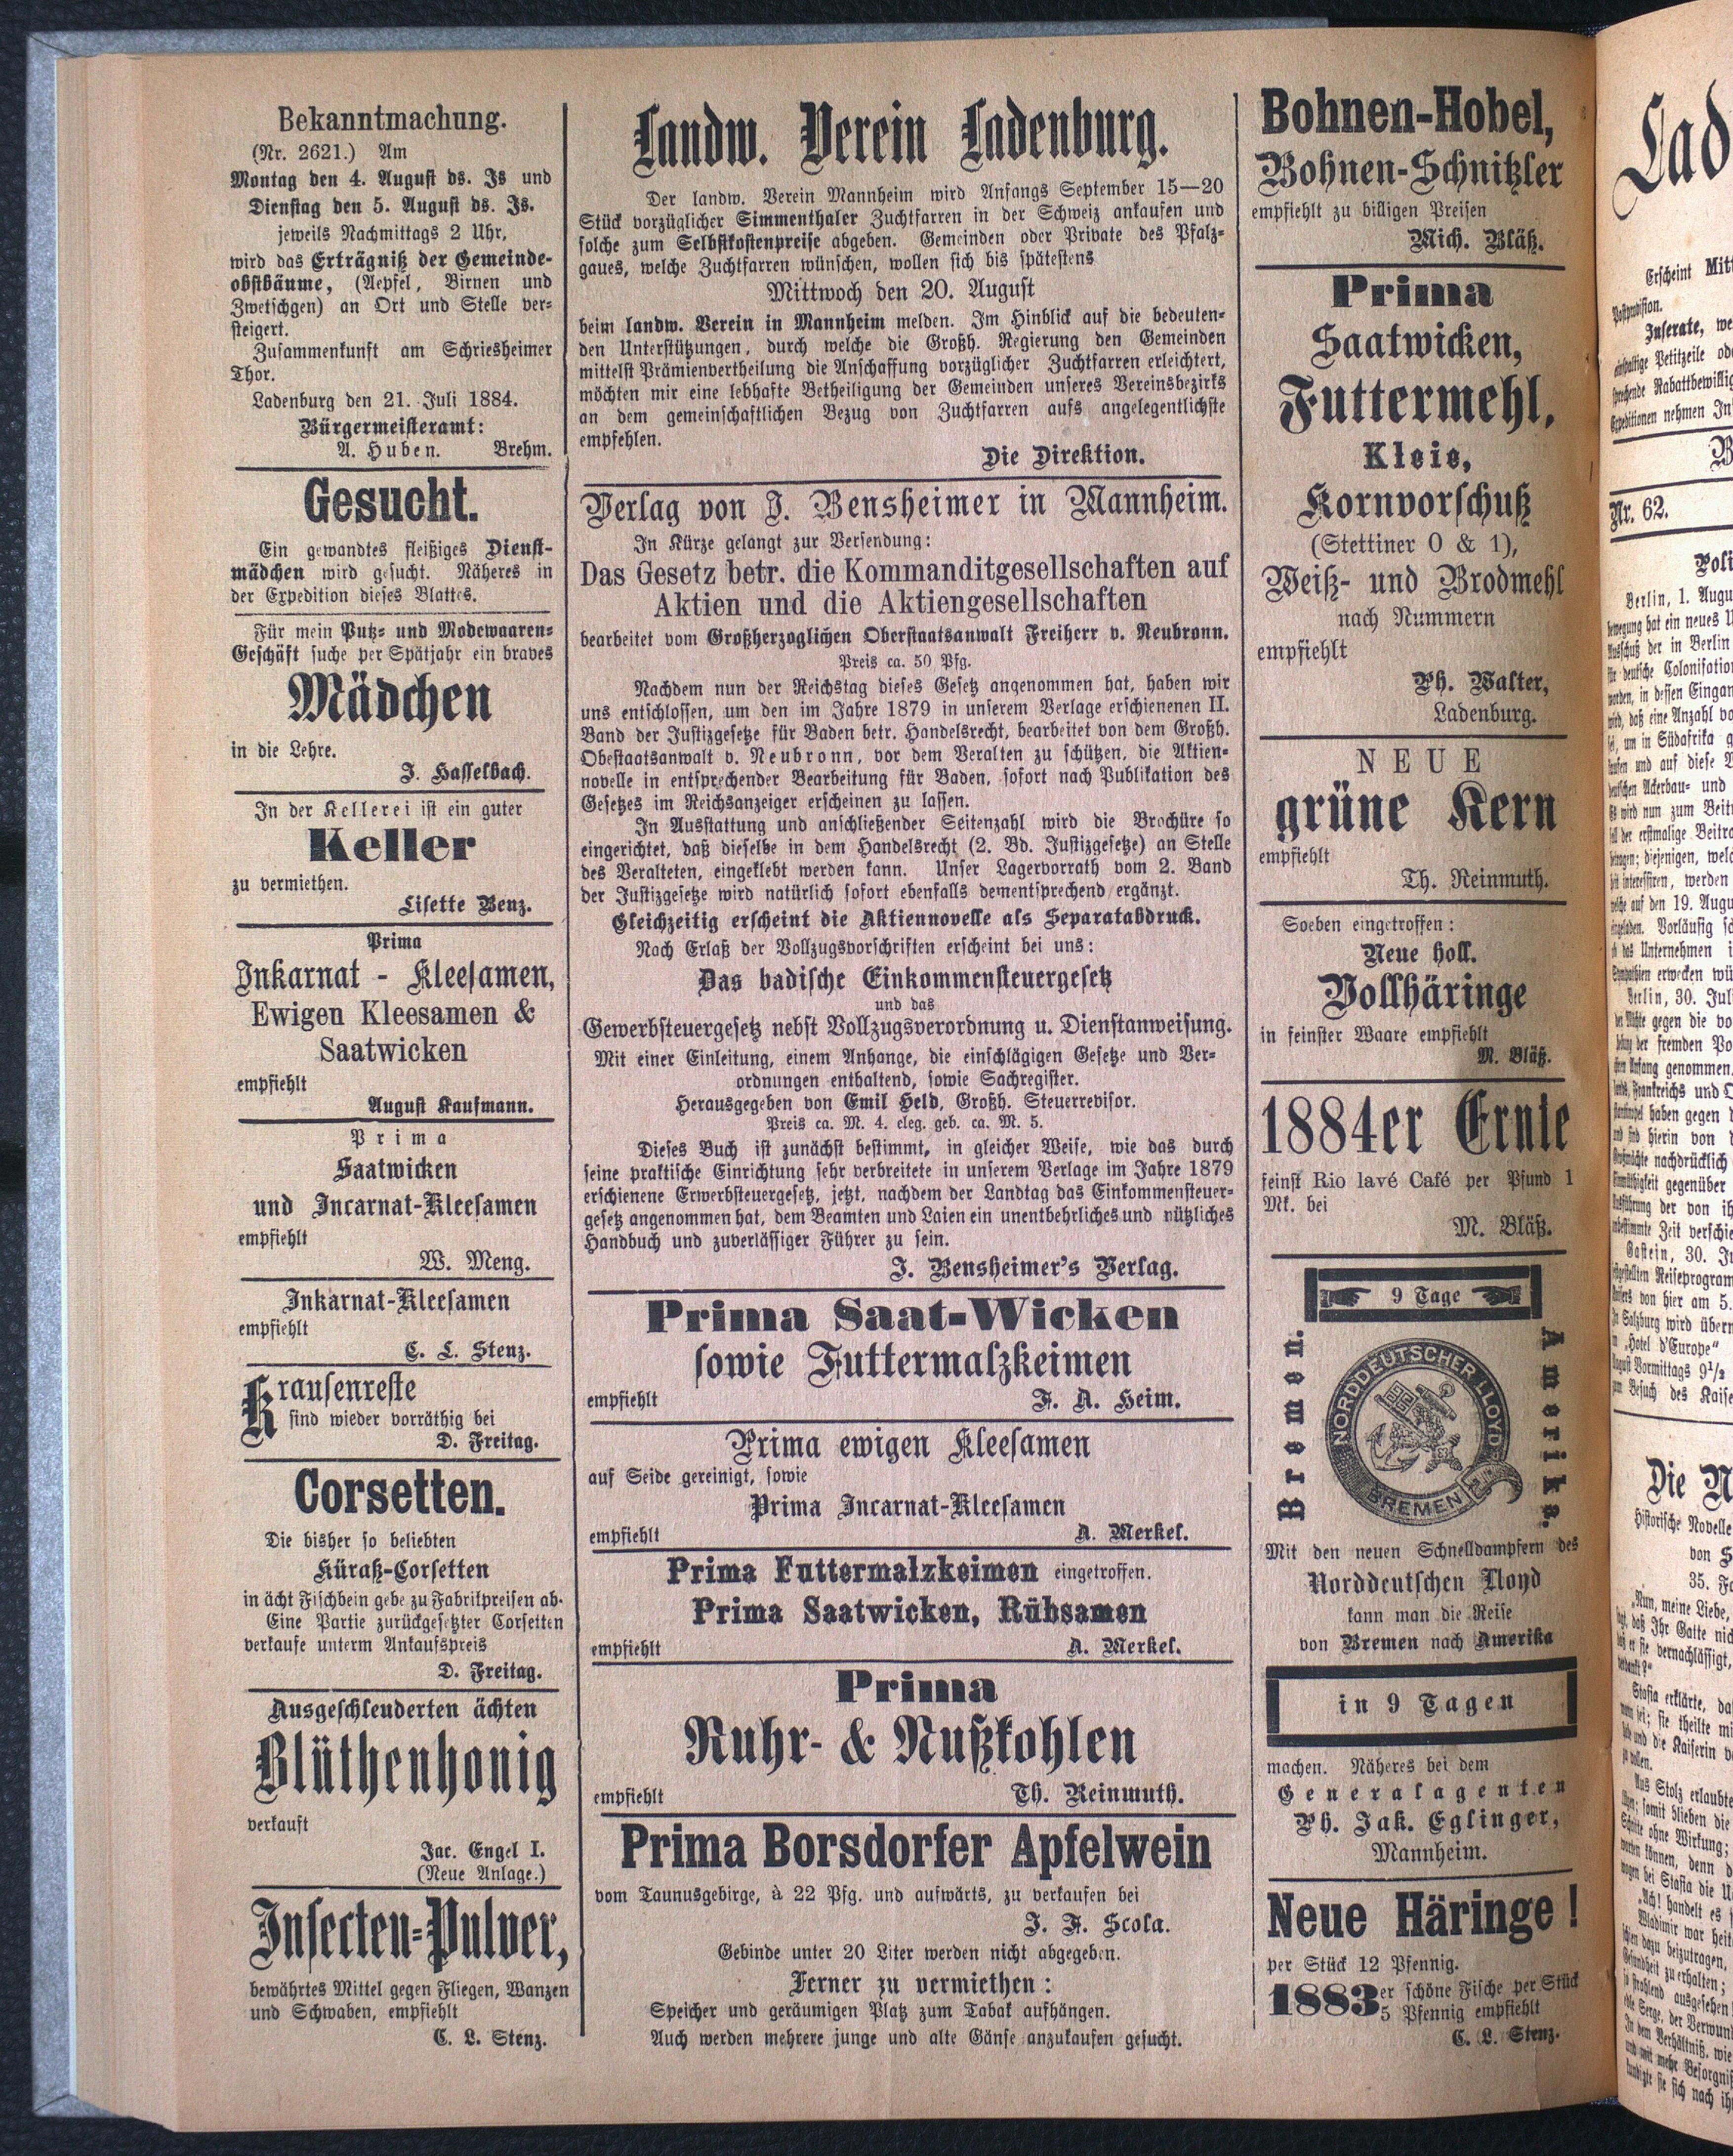 Bekanntmachung.
(Nr. 2621.) Am
Montag den 4. August ds. Js und
Dienstag den 5. August ds. Js.
jeweils Nachmittags 2 Uhr,
wird das Erträgniß der Gemeinde-
obstbäume, (Aepfel, Birnen und
Zwetschgen) an Ort und Stelle ver-
steigert.
Zusammenkunft am Schriesheimer
Thor.
Ladenburg den 21. Juli 1884.
Bürgermeisteramt:
A. Huben. Brehm.
Gesucht.
Ein gewandtes fleißiges Dienst-
mädchen wird gesucht. Näheres in
der Expedition dieses Blattes.
Für mein Putz- und Modewaaren-
Geschäft suche per Spätjahr ein braves
Mädchen
in die Lehre.
J. Hasselbach.
In der Kellerei ist ein guter
Keller
zu vermiethen.
Lisette Benz.
Prima
Inkarnat - Kleesamen,
Ewigen Kleesamen &
Saatwicken
empfiehlt
August Kaufmann.
Prima
Saatwicken
und Incarnat-Kleesamen
empfiehlt
W. Meng.
Inkarnat-Kleesamen
empfiehlt
C. L. Stenz.
Krausenreste
sind wieder vorräthig bei
D. Freitag.
Corsetten.
Die bisher so beliebten
Küraß-Corsetten
in ächt Fischbein gebe zu Fabrikpreisen ab.
Eine Partie zurückgesetzter Corsetten
verkaufe unterm Ankaufspreis
D. Freitag.
Ausgeschleuderten ächten
Blüthenhonig
verkauft
Jac. Engel I.
(Neue Anlage.)
Insecten-Pulver,
bewährtes Mittel gegen Fliegen, Wanzen
und Schwaben, empfiehlt
C. L. Stenz.
Landw. Verein Ladenburg.
Der landw. Verein Mannheim wird Anfangs September 15—20
Stück vorzüglicher Simmenthaler Zuchtfarren in der Schweiz ankaufen und
solche zum Selbstkostenpreise abgeben. Gemeinden oder Private des Pfalz-
gaues, welche Zuchtfarren wünschen, wollen sich bis spätestens
Mittwoch den 20. August
beim landw. Verein in Mannheim melden. Im Hinblick auf die bedeuten-
den Unterstützungen, durch welche die Großh. Regierung den Gemeinden
mittelst Prämienvertheilung die Anschaffung vorzüglicher Zuchtfarren erleichtert,
möchten mir eine lebhafte Betheiligung der Gemeinden unseres Vereinsbezirks
an dem gemeinschaftlichen Bezug von Zuchtfarren aufs angelegentlichste
empfehlen.
Die Direktion.
Verlag von J. Bensheimer in Mannheim.
In Kürze gelangt zur Versendung:
Das Gesetz betr. die Kommanditgesellschaften auf
Aktien und die Aktiengesellschaften
bearbeitet vom Großherzoglichen Oberstaatsanwalt Freiherr v. Neubronn.
Preis ca. 50 Pfg.
Nachdem nun der Reichstag dieses Gesetz angenommen hat, haben wir
uns entschlossen, um den im Jahre 1879 in unserem Verlage erschienenen II.
Band der Justizgesetze für Baden betr. Handelsrecht, bearbeitet von dem Großh.
Obestaatsanwalt v. Neubronn, vor dem Veralten zu schützen, die Aktien-
novelle in entsprechender Bearbeitung für Baden, sofort nach Publikation des
Gesetzes im Reichsanzeiger erscheinen zu lassen.
In Ausstattung und anschließender Seitenzahl wird die Brochüre so
eingerichtet, daß dieselbe in dem Handelsrecht (2. Bd. Justizgesetze) an Stelle
des Veralteten, eingeklebt werden kann. Unser Lagervorrath vom 2. Band
der Justizgesetze wird natürlich sofort ebenfalls dementsprechend ergänzt.
Gleichzeitig erscheint die Aktiennovelle als Separatabdruck.
Nach Erlaß der Vollzugsvorschriften erscheint bei uns:
Das badische Einkommensteuergesetz
und das
Gewerbsteuergesetz nebst Vollzugsverordnung u. Dienstanweisung.
Mit einer Einleitung, einem Anhange, die einschlägigen Gesetze und Ver-
ordnungen enthaltend, sowie Sachregister.
Herausgegeben von Emil Held, Großh. Steuerrevisor.
Preis ca. M. 4. eleg. geb. ca. M. 5.
Dieses Buch ist zunächst bestimmt, in gleicher Weise, wie das durch
seine praktische Einrichtung sehr verbreitete in unserem Verlage im Jahre 1879
erschienene Erwerbsteuergesetz, jetzt, nachdem der Landtag das Einkommensteuer-
gesetz angenommen hat, dem Beamten und Laien ein unentbehrliches und nützliches
Handbuch und zuverlässiger Führer zu sein.
J. Bensheimer's Verlag.
Prima Saat-Wicken
sowie Futtermalzkeimen
empfiehlt F. A. Heim.
Prima ewigen Kleesamen
auf Seide gereinigt, sowie
Prima Incarnat-Kleesamen
empfiehlt A. Merkel.
Prima Futtermalzkeimen eingetroffen.
Prima Saatwicken, Rübsamen
empfiehlt A. Merkel.
Prima
Ruhr- & Nußkohlen
empfiehlt Th. Reinmuth.
Prima Borsdorfer Apfelwein
vom Taunusgebirge, à 22 Pfg. und aufwärts, zu verkaufen bei
J. F. Scola.
Gebinde unter 20 Liter werden nicht abgegeben.
Ferner zu vermiethen:
Speicher und geräumigen Platz zum Tabak aufhängen.
Auch werden mehrere junge und alte Gänse anzukaufen gesucht.
Bohnen-Hobel,
Bohnen-Schnitzler
empfiehlt zu billigen Preisen
Mich. Bläß.
Prima
Saatwicken,
Futtermehl,
Kleie,
Kornvorschuß
(Stettiner 0 & 1),
Weiß- und Brodmehl
nach Nummern
empfiehlt
Ph. Walter,
Ladenburg.
NEUE
grüne Kern
empfiehlt
Th. Reinmuth.
Soeben eingetroffen:
Neue holl.
Vollhäringe
in feinster Waare empfiehlt
M. Bläß.
1884er Ernte
feinst Rio lavé Café per Pfund 1
Mk. bei
M. Bläß.
9 Tage
Bremen.
NORDDEUTSCHER LLOYD
BREMEN
Amerika.
Mit den neuen Schnelldampfern des
Norddeutschen Lloyd
kann man die Reise
von Bremen nach Amerika
in 9 Tagen
machen. Näheres bei dem
Generalagenten
Ph. Jak. Eglinger,
Mannheim.
Neue Häringe!
per Stück 12 Pfennig.
1883er schöne Fische per Stück
5 Pfennig empfiehlt
C. L. Stenz.
Lad
Erscheint Mitt
Postprovision.
Inserate, we
Nr. 62.
Poli
Berlin, 1. Augu
Berlin, 30. Jul
Gastein, 30. Ju
Die N
Historische Novelle
von S
35. Fo